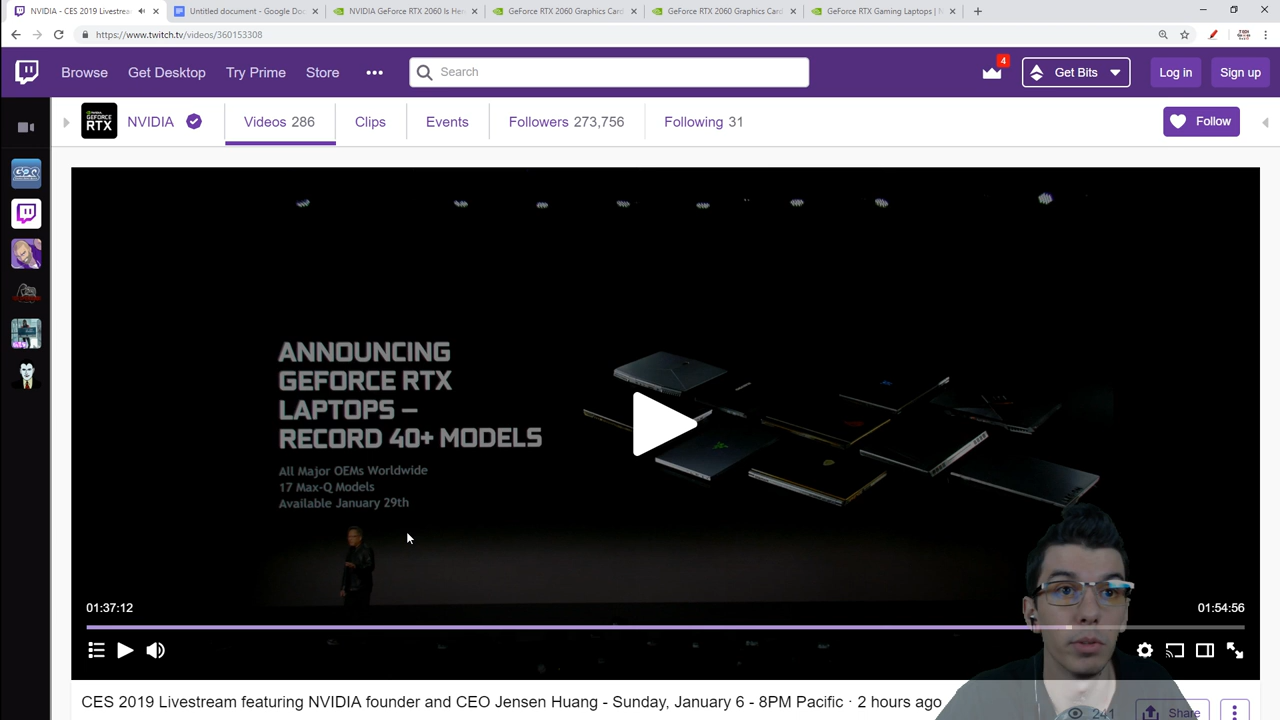 NVIDIA - CES 2019 Livestream
Untitled document - Google Doc
NVIDIA GeForce RTX 2060 Is Her
GeForce RTX 2060 Graphics Card
GeForce RTX 2060 Graphics Card
GeForce RTX Gaming Laptops | N
https://www.twitch.tv/videos/360153308
Browse
Get Desktop
Try Prime
Store
Search
4
Get Bits
Log in
Sign up
GEFORCE
RTX
NVIDIA
Videos 286
Clips
Events
Followers 273,756
Following 31
Follow
ANNOUNCING
GEFORCE RTX
LAPTOPS –
RECORD 40+ MODELS
All Major OEMs Worldwide
17 Max-Q Models
Available January 29th
01:37:12
01:54:56
CES 2019 Livestream featuring NVIDIA founder and CEO Jensen Huang - Sunday, January 6 - 8PM Pacific · 2 hours ago
241
Share